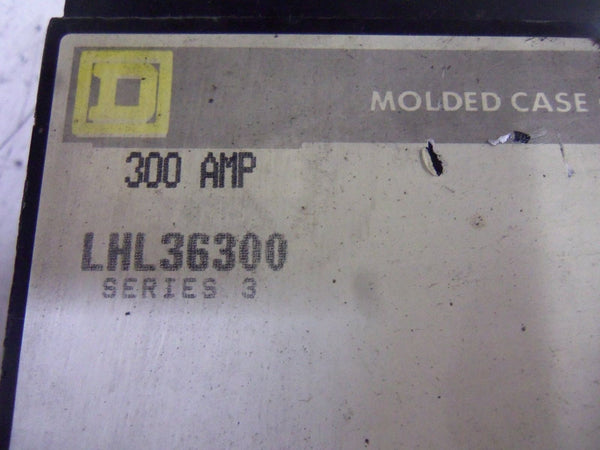 D
MOLDED CASE
300 AMP
LHL36300
SERIES 3